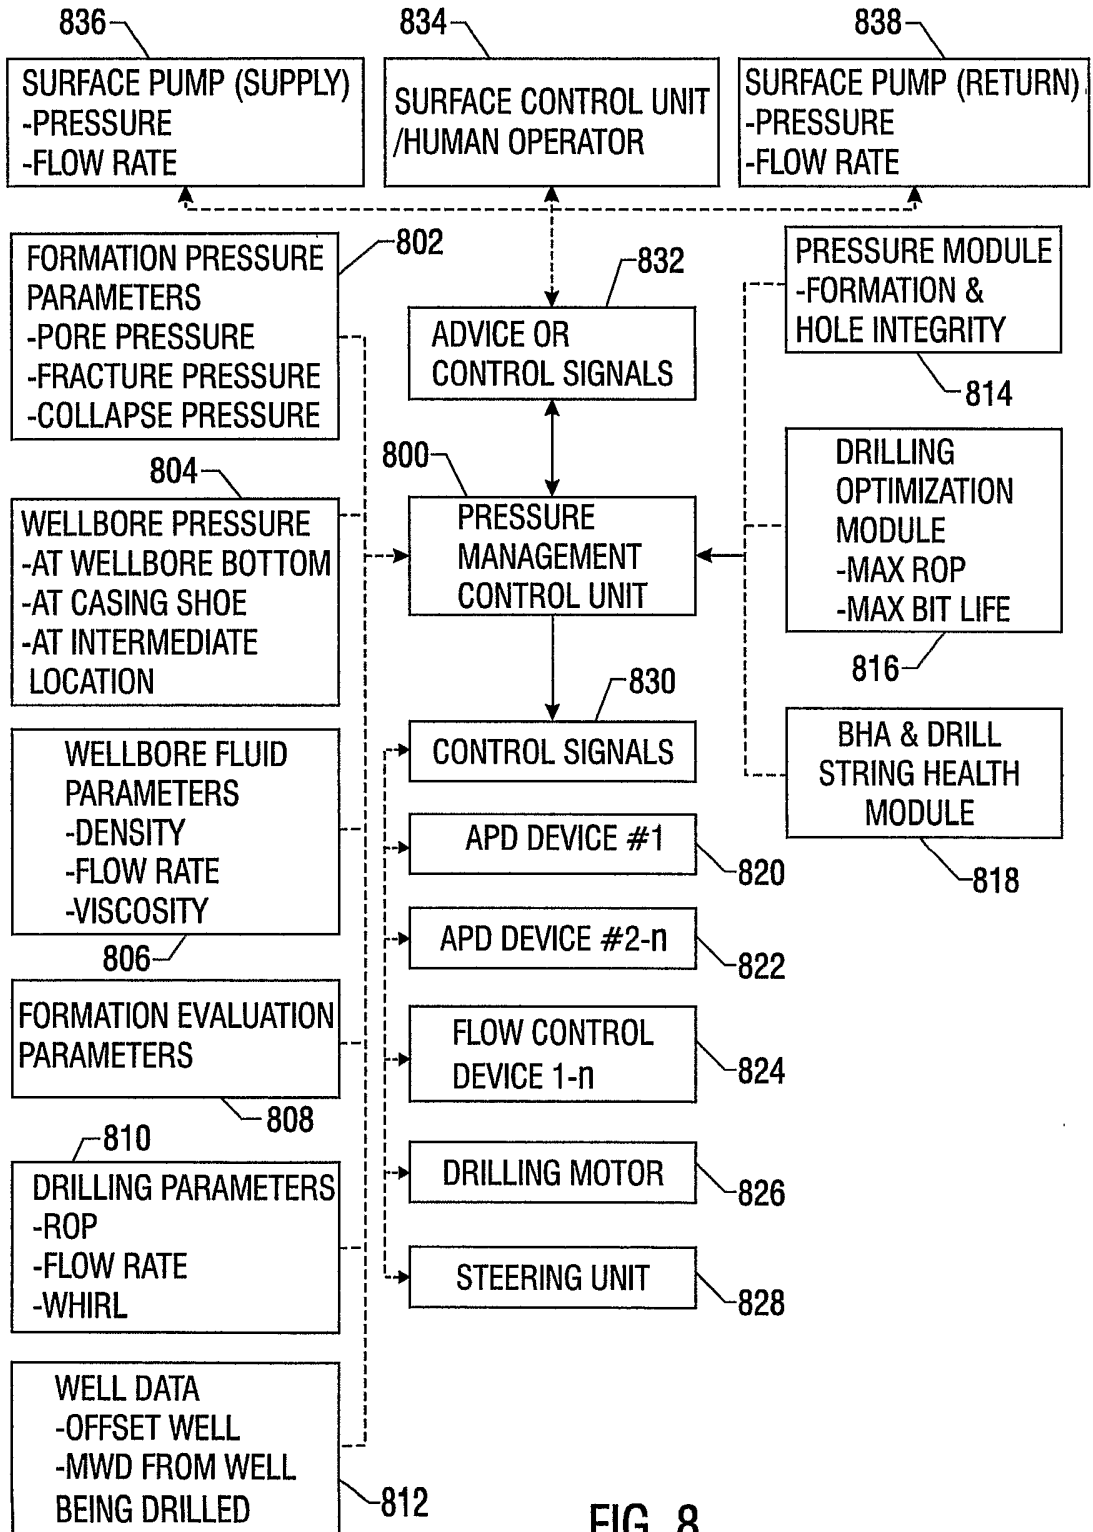 836
834
838
SURFACE PUMP (SUPPLY)
-PRESSURE
-FLOW RATE
SURFACE CONTROL UNIT
/HUMAN OPERATOR
SURFACE PUMP (RETURN)
-PRESSURE
-FLOW RATE
802
FORMATION PRESSURE
PARAMETERS
-PORE PRESSURE
-FRACTURE PRESSURE
-COLLAPSE PRESSURE
832
ADVICE OR
CONTROL SIGNALS
PRESSURE MODULE
-FORMATION &
HOLE INTEGRITY
814
804
WELLBORE PRESSURE
-AT WELLBORE BOTTOM
-AT CASING SHOE
-AT INTERMEDIATE
LOCATION
800
PRESSURE
MANAGEMENT
CONTROL UNIT
DRILLING
OPTIMIZATION
MODULE
-MAX ROP
-MAX BIT LIFE
816
WELLBORE FLUID
PARAMETERS
-DENSITY
-FLOW RATE
-VISCOSITY
806
830
CONTROL SIGNALS
BHA & DRILL
STRING HEALTH
MODULE
818
APD DEVICE #1
820
APD DEVICE #2-n
822
FORMATION EVALUATION
PARAMETERS
808
FLOW CONTROL
DEVICE 1-n
824
810
DRILLING PARAMETERS
-ROP
-FLOW RATE
-WHIRL
DRILLING MOTOR
826
STEERING UNIT
828
WELL DATA
-OFFSET WELL
-MWD FROM WELL
BEING DRILLED
812
FIG. 8